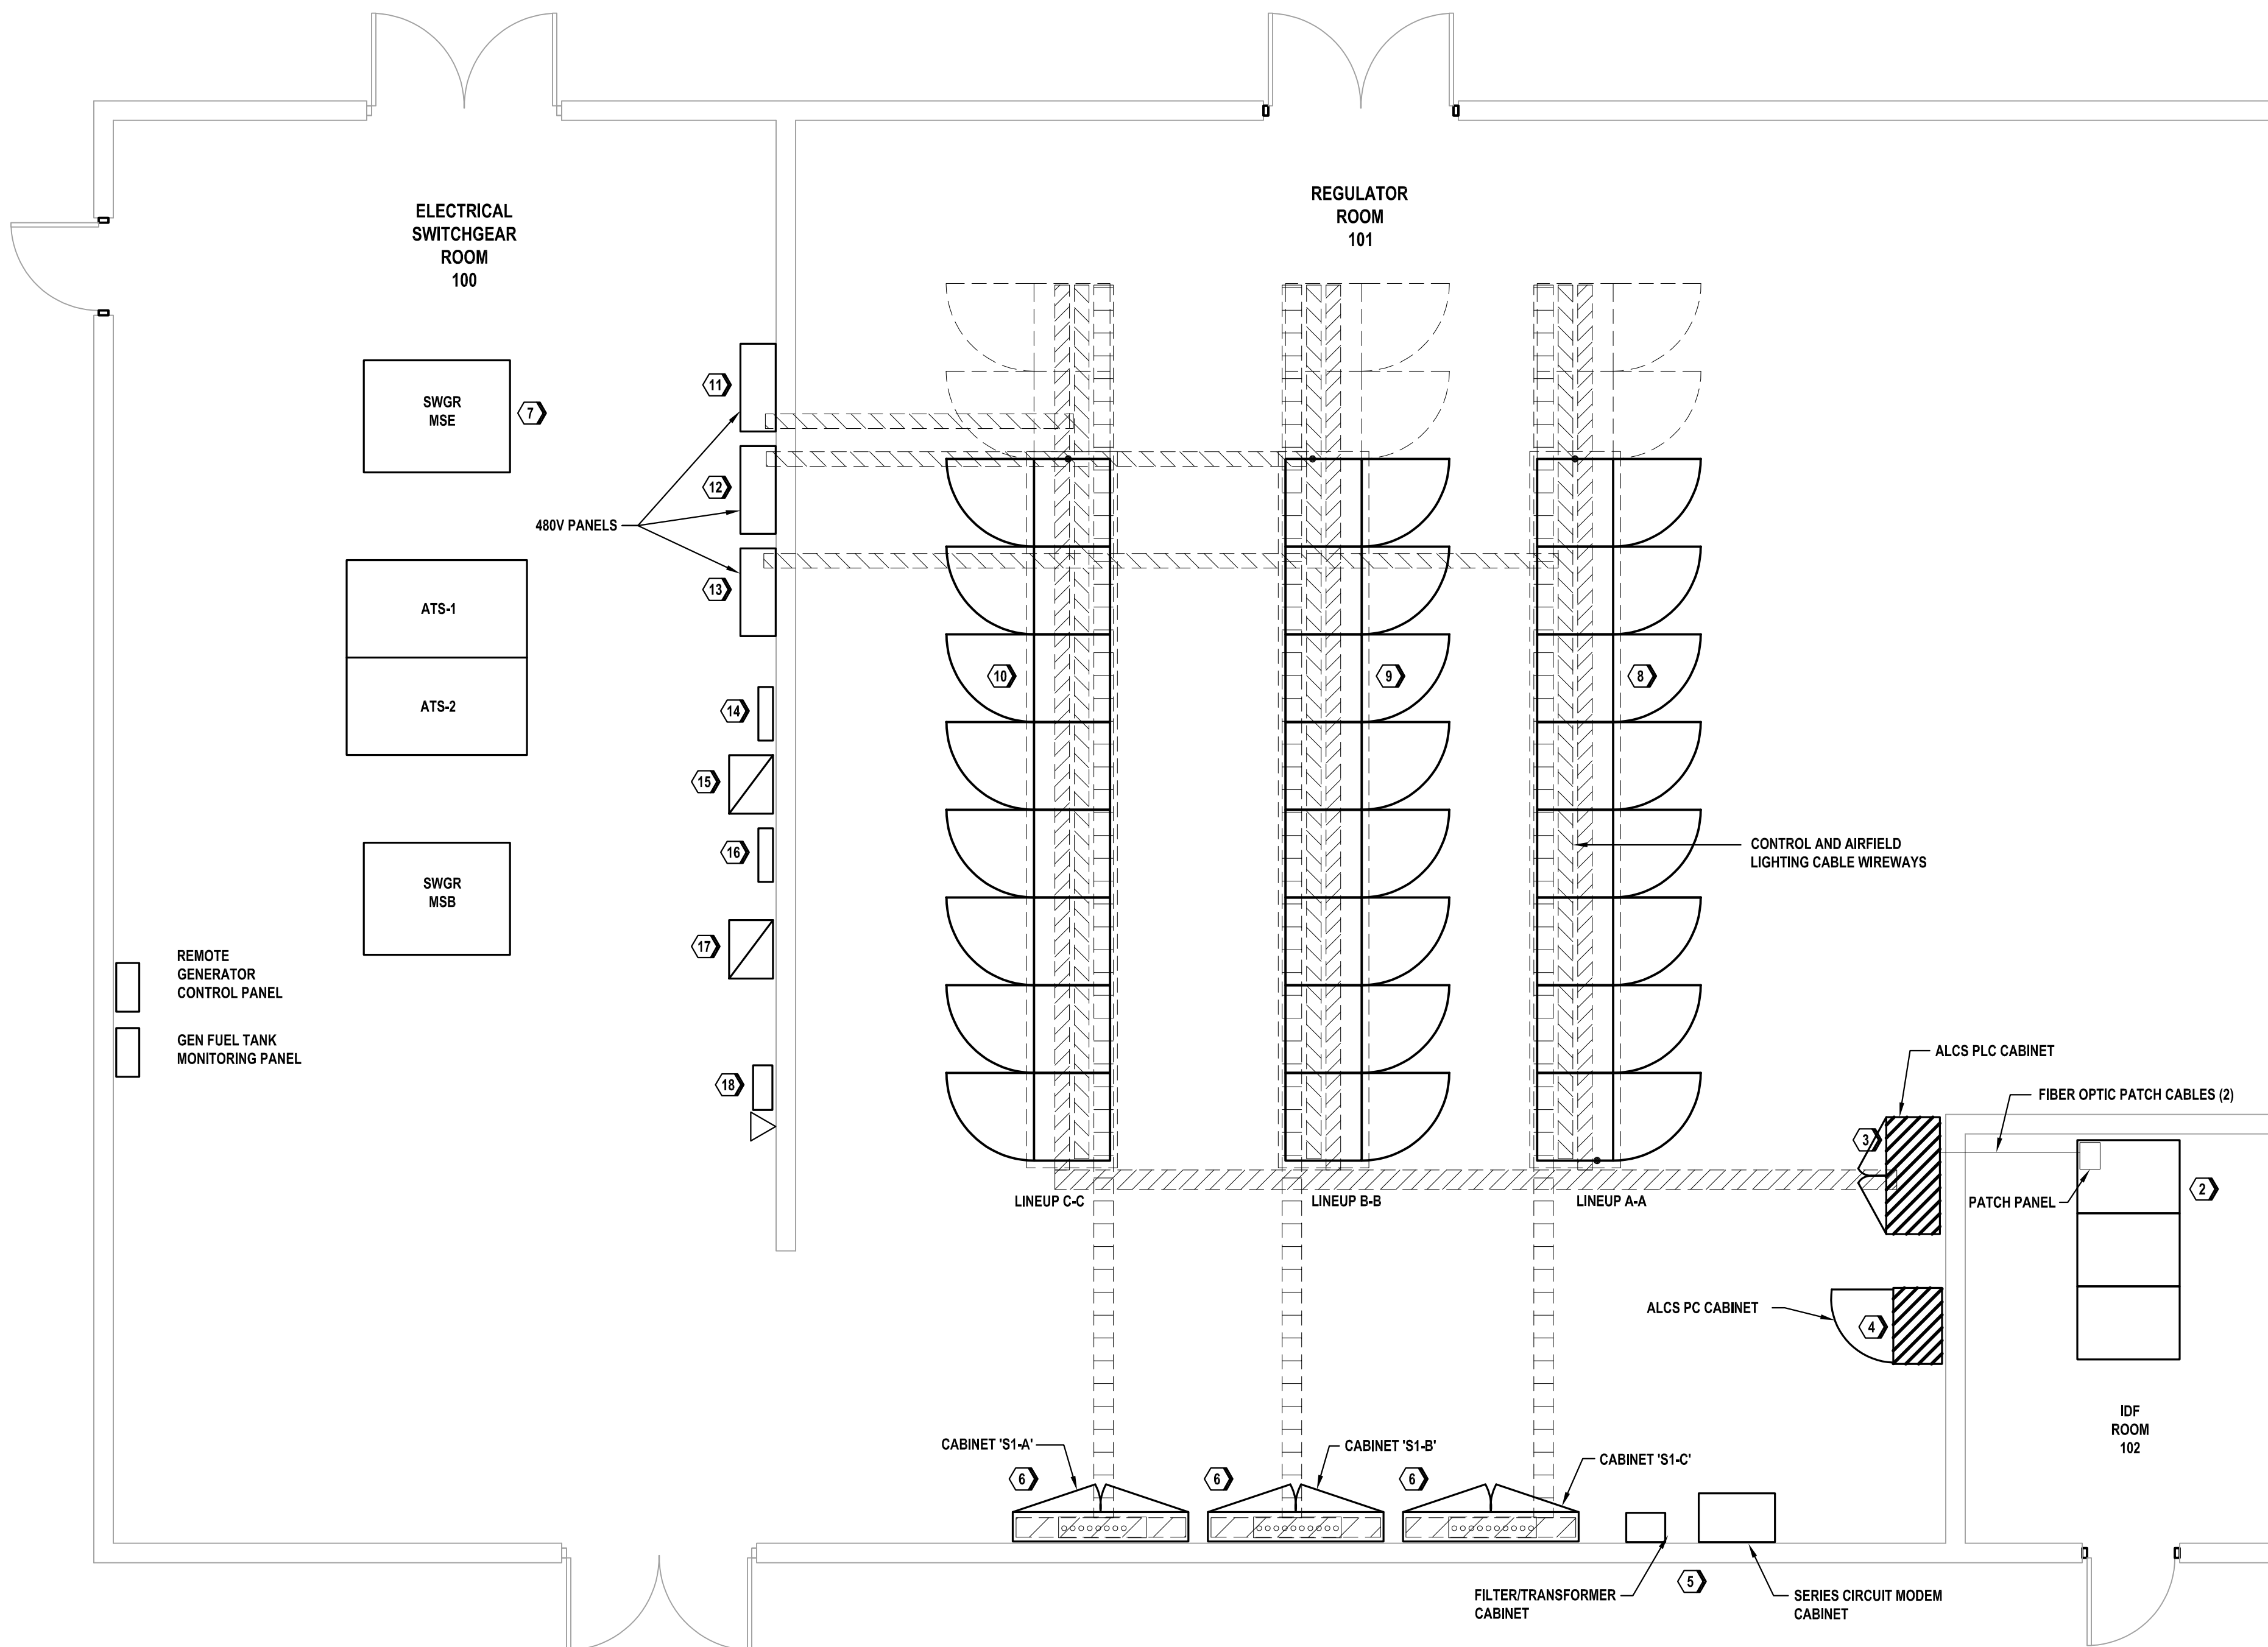 ELECTRICAL
SWITCHGEAR
ROOM
100
REGULATOR
ROOM
101
SWGR
MSE
7
11
12
480V PANELS
13
ATS-1
ATS-2
10
9
8
14
15
16
CONTROL AND AIRFIELD
LIGHTING CABLE WIREWAYS
SWGR
MSB
17
REMOTE
GENERATOR
CONTROL PANEL
GEN FUEL TANK
MONITORING PANEL
18
ALCS PLC CABINET
FIBER OPTIC PATCH CABLES (2)
3
2
PATCH PANEL
LINEUP C-C
LINEUP B-B
LINEUP A-A
ALCS PC CABINET
4
IDF
ROOM
102
CABINET 'S1-A'
CABINET 'S1-B'
CABINET 'S1-C'
6
6
6
5
FILTER/TRANSFORMER
CABINET
SERIES CIRCUIT MODEM
CABINET